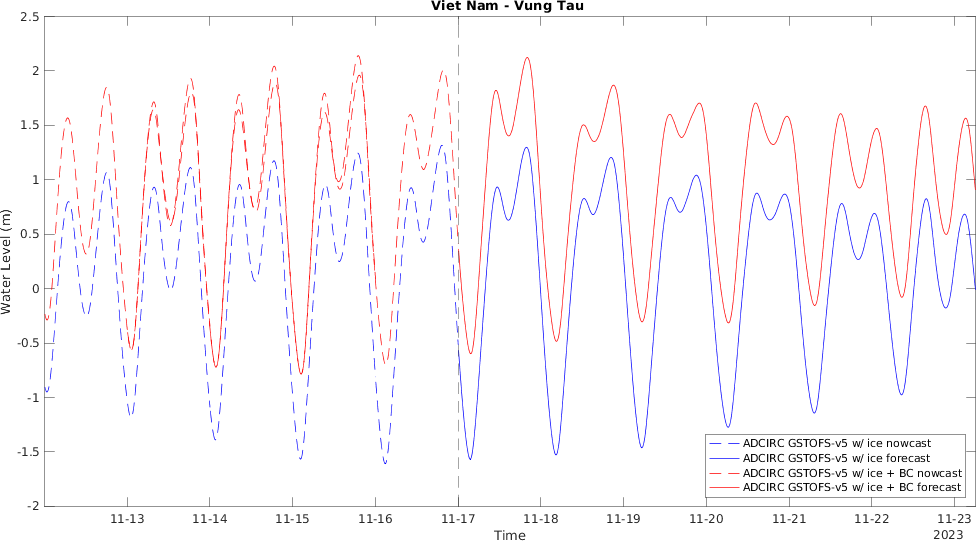 Viet Nam - Vung Tau
2.5
2
1.5
1
0.5
0
-0.5
-1
-1.5
-2
Water Level (m)
ADCIRC GSTOFS-v5 w/ ice nowcast
ADCIRC GSTOFS-v5 w/ ice forecast
ADCIRC GSTOFS-v5 w/ ice + BC nowcast
ADCIRC GSTOFS-v5 w/ ice + BC forecast
11-13 11-14 11-15 11-16 11-17 11-18 11-19 11-20 11-21 11-22 11-23
Time 2023